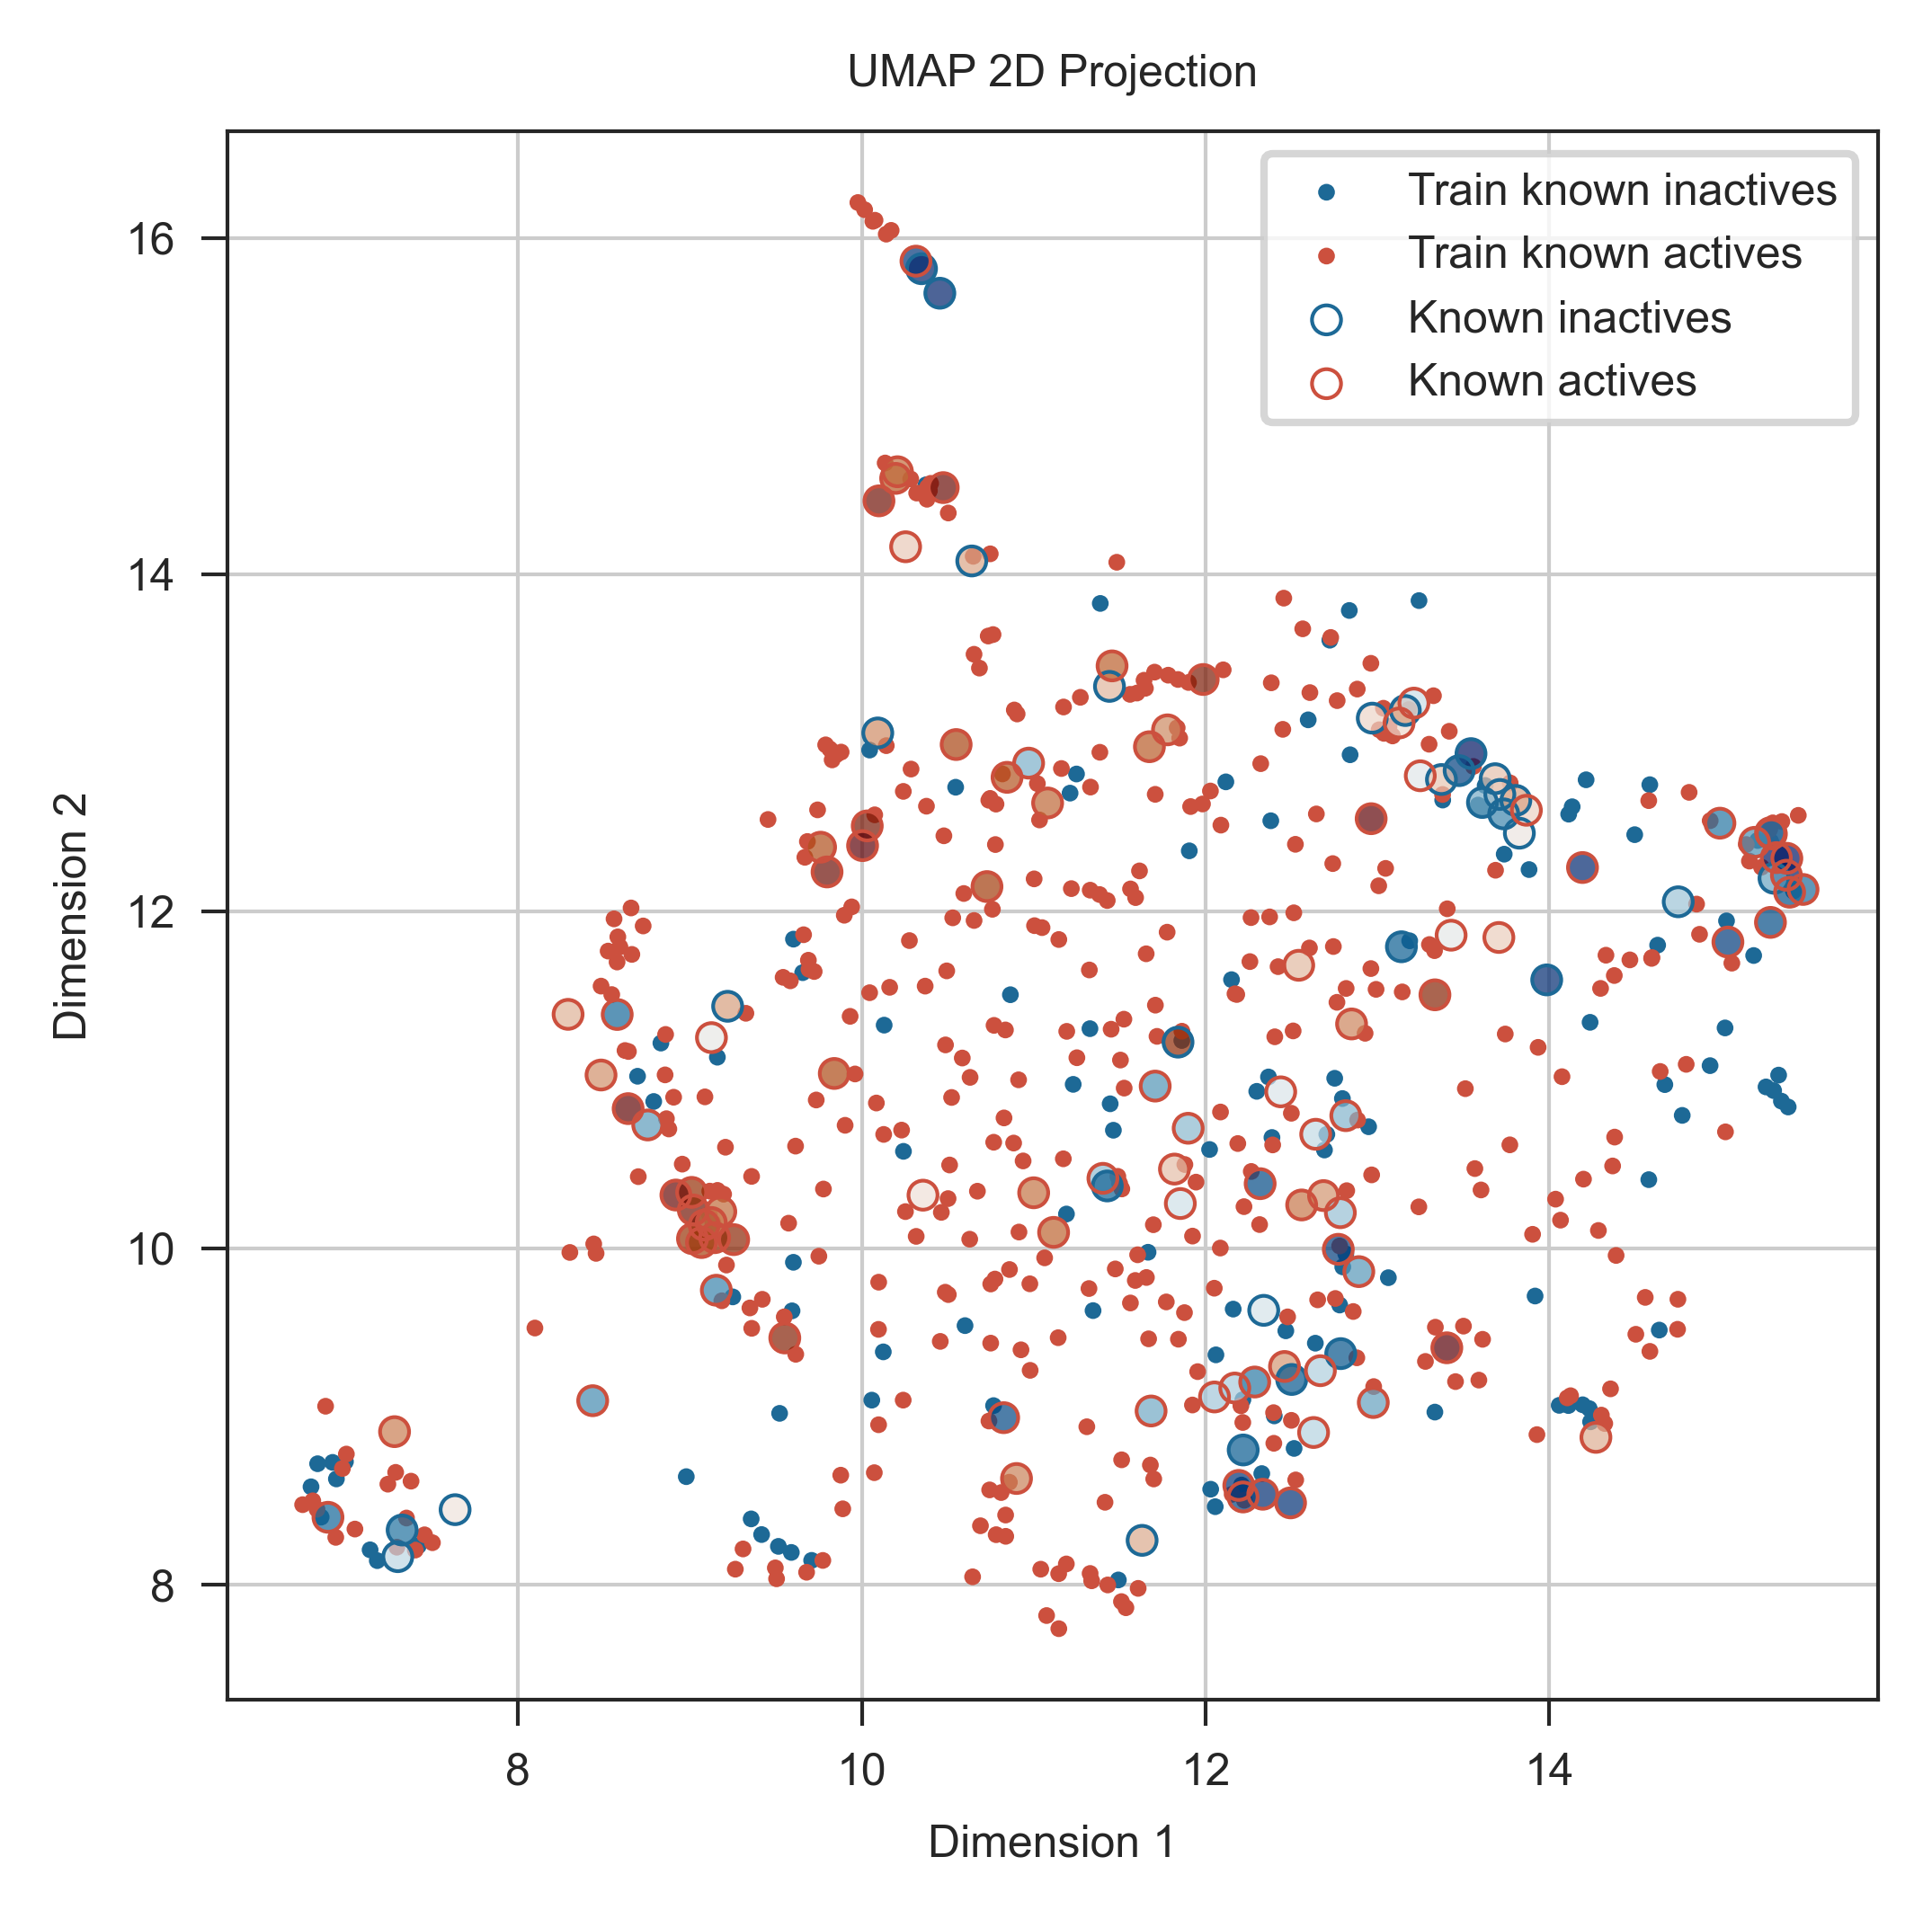 UMAP 2D Projection
Train known inactives
Train known actives
Known inactives
Known actives
16
14
12
10
8
Dimension 2
8 10 12 14
Dimension 1